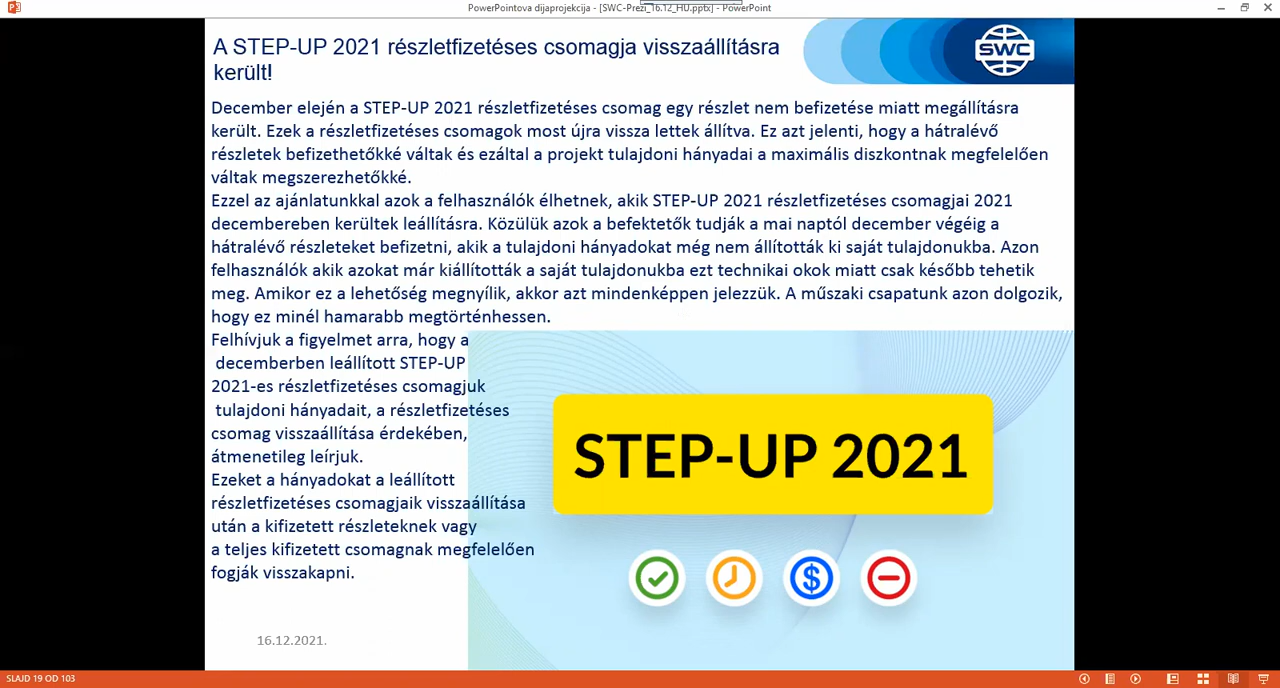 PowerPointova dijaprojekcija - [SWC-Prezi_16.12_HU.pptx] - PowerPoint
A STEP-UP 2021 részletfizetéses csomagja visszaállításra
került!
SWC
December elején a STEP-UP 2021 részletfizetéses csomag egy részlet nem befizetése miatt megállításra
került. Ezek a részletfizetéses csomagok most újra vissza lettek állítva. Ez azt jelenti, hogy a hátralévő
részletek befizethetőkké váltak és ezáltal a projekt tulajdoni hányadai a maximális diszkontnak megfelelően
váltak megszerezhetőkké.
Ezzel az ajánlatunkkal azok a felhasználók élhetnek, akik STEP-UP 2021 részletfizetéses csomagjai 2021
decembereben kerültek leállításra. Közülük azok a befektetők tudják a mai naptól december végéig a
hátralévő részleteket befizetni, akik a tulajdoni hányadokat még nem állították ki saját tulajdonukba. Azon
felhasználók akik azokat már kiállították a saját tulajdonukba ezt technikai okok miatt csak később tehetik
meg. Amikor ez a lehetőség megnyílik, akkor azt mindenképpen jelezzük. A műszaki csapatunk azon dolgozik,
hogy ez minél hamarabb megtörténhessen.
Felhívjuk a figyelmet arra, hogy a
decemberben leállított STEP-UP
2021-es részletfizetéses csomagjuk
tulajdoni hányadait, a részletfizetéses
csomag visszaállítása érdekében,
átmenetileg leírjuk.
Ezeket a hányadokat a leállított
részletfizetéses csomagjaik visszaállítása
után a kifizetett részleteknek vagy
a teljes kifizetett csomagnak megfelelően
fogják visszakapni.
STEP-UP 2021
16.12.2021.
SLAJD 19 OD 103